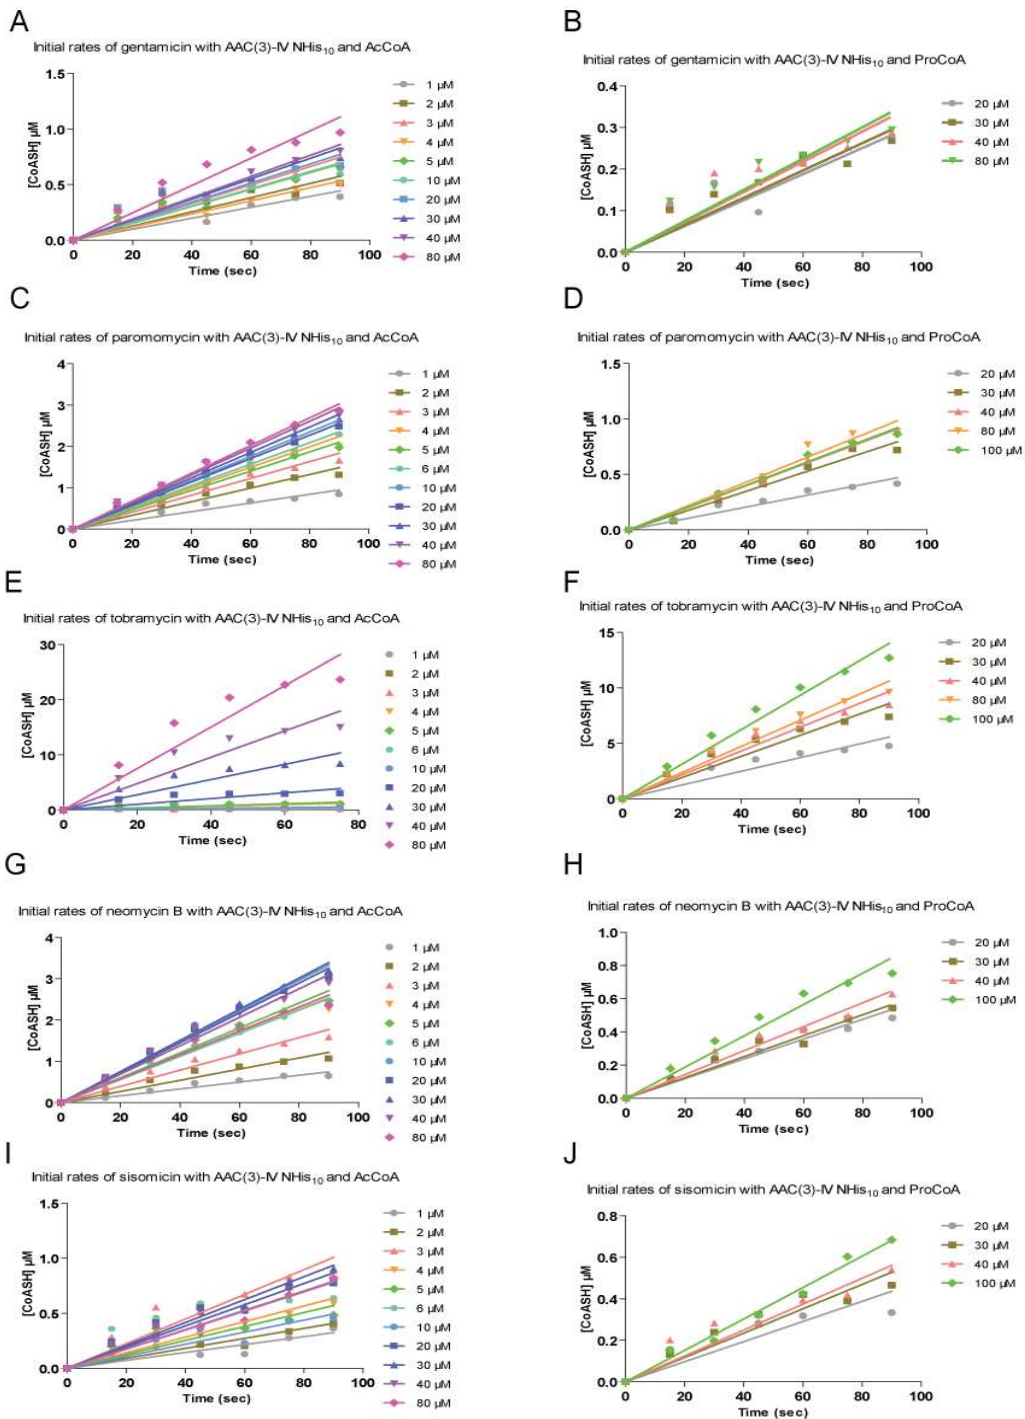 A
Initial rates of gentamicin with AAC(3)-IV NHis10 and AcCoA
[CoASH] µM
1.5
1.0
0.5
0.0
0 20 40 60 80 100
Time (sec)
1 µM
2 µM
3 µM
4 µM
5 µM
10 µM
20 µM
30 µM
40 µM
80 µM
B
Initial rates of gentamicin with AAC(3)-IV NHis10 and ProCoA
[CoASH] µM
0.4
0.3
0.2
0.1
0.0
0 20 40 60 80 100
Time (sec)
20 µM
30 µM
40 µM
80 µM
C
Initial rates of paromomycin with AAC(3)-IV NHis10 and AcCoA
[CoASH] µM
4
3
2
1
0
0 20 40 60 80 100
Time (sec)
1 µM
2 µM
3 µM
4 µM
5 µM
6 µM
10 µM
20 µM
30 µM
40 µM
80 µM
D
Initial rates of paromomycin with AAC(3)-IV NHis10 and ProCoA
[CoASH] µM
1.5
1.0
0.5
0.0
0 20 40 60 80 100
Time (sec)
20 µM
30 µM
40 µM
80 µM
100 µM
E
Initial rates of tobramycin with AAC(3)-IV NHis10 and AcCoA
[CoASH] µM
30
20
10
0
0 20 40 60 80
Time (sec)
1 µM
2 µM
3 µM
4 µM
5 µM
6 µM
10 µM
20 µM
30 µM
40 µM
80 µM
F
Initial rates of tobramycin with AAC(3)-IV NHis10 and ProCoA
[CoASH] µM
15
10
5
0
0 20 40 60 80 100
Time (sec)
20 µM
30 µM
40 µM
80 µM
100 µM
G
Initial rates of neomycin B with AAC(3)-IV NHis10 and AcCoA
[CoASH] µM
4
3
2
1
0
0 20 40 60 80 100
Time (sec)
1 µM
2 µM
3 µM
4 µM
5 µM
6 µM
10 µM
20 µM
30 µM
40 µM
80 µM
H
Initial rates of neomycin B with AAC(3)-IV NHis10 and ProCoA
[CoASH] µM
1.0
0.8
0.6
0.4
0.2
0.0
0 20 40 60 80 100
Time (sec)
20 µM
30 µM
40 µM
100 µM
I
Initial rates of sisomicin with AAC(3)-IV NHis10 and AcCoA
[CoASH] µM
1.5
1.0
0.5
0.0
0 20 40 60 80 100
Time (sec)
1 µM
2 µM
3 µM
4 µM
5 µM
6 µM
10 µM
20 µM
30 µM
40 µM
80 µM
J
Initial rates of sisomicin with AAC(3)-IV NHis10 and ProCoA
[CoASH] µM
0.8
0.6
0.4
0.2
0.0
0 20 40 60 80 100
Time (sec)
20 µM
30 µM
40 µM
100 µM